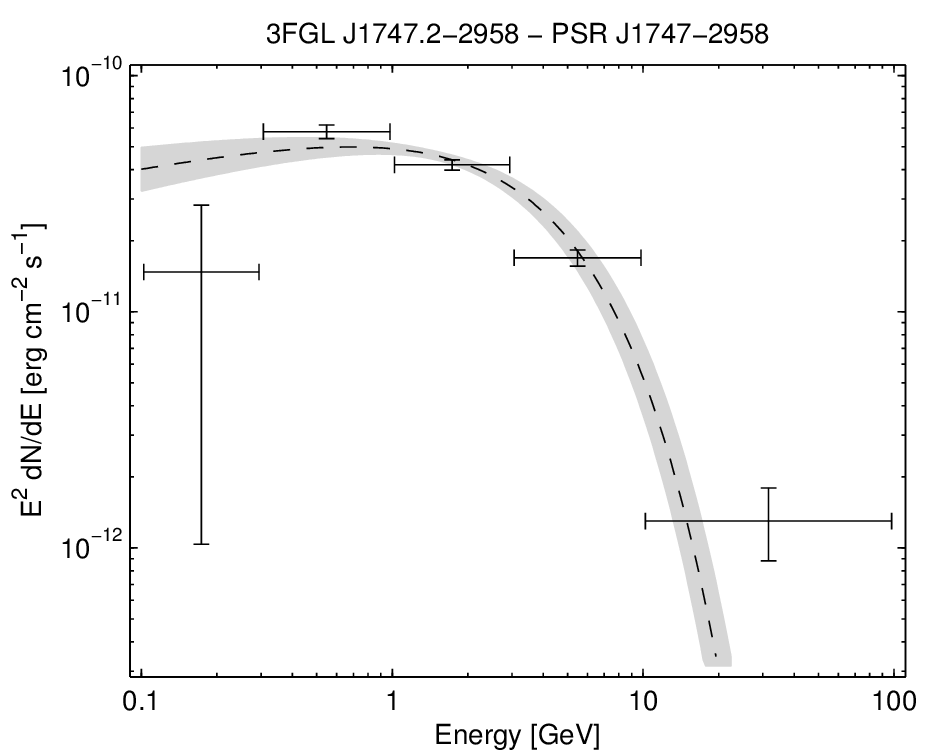 3FGL J1747.2−2958 − PSR J1747−2958
10⁻¹⁰
10⁻¹¹
10⁻¹²
E² dN/dE [erg cm⁻² s⁻¹]
0.1 1 10 100
Energy [GeV]